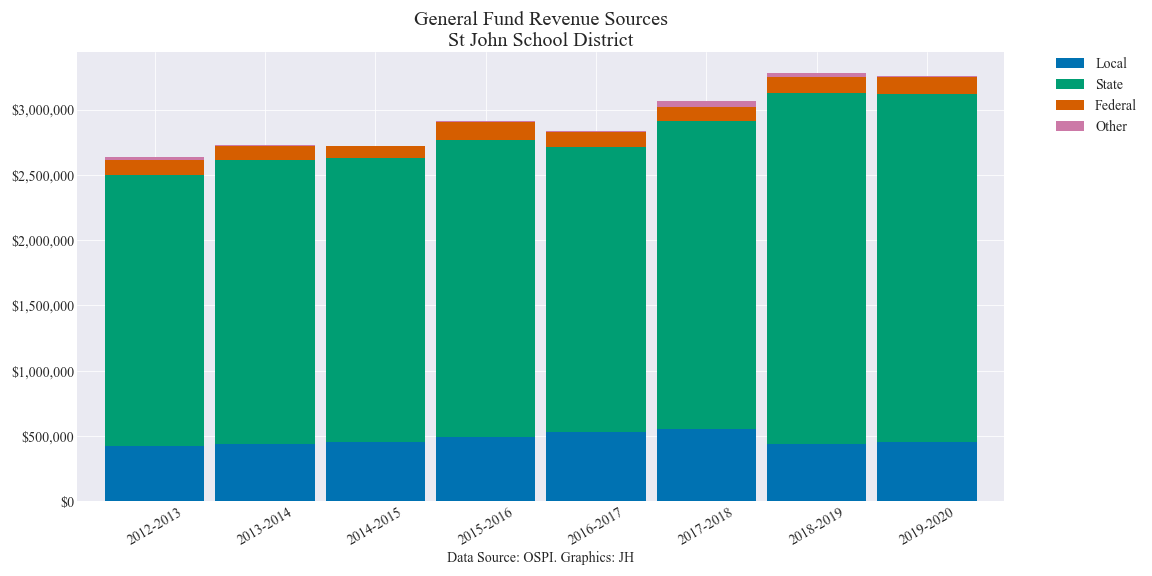 General Fund Revenue Sources
St John School District
Local
State
Federal
Other
$3,000,000
$2,500,000
$2,000,000
$1,500,000
$1,000,000
$500,000
$0
2012-2013
2013-2014
2014-2015
2015-2016
2016-2017
2017-2018
2018-2019
2019-2020
Data Source: OSPI. Graphics: JH